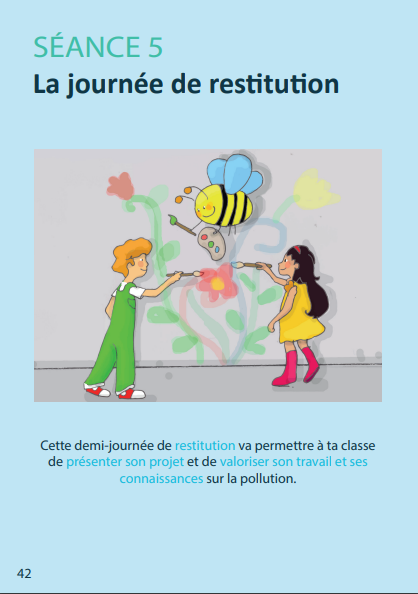 SÉANCE 5
La journée de restitution
Cette demi-journée de restitution va permettre à ta classe
de présenter son projet et de valoriser son travail et ses
connaissances sur la pollution.
42